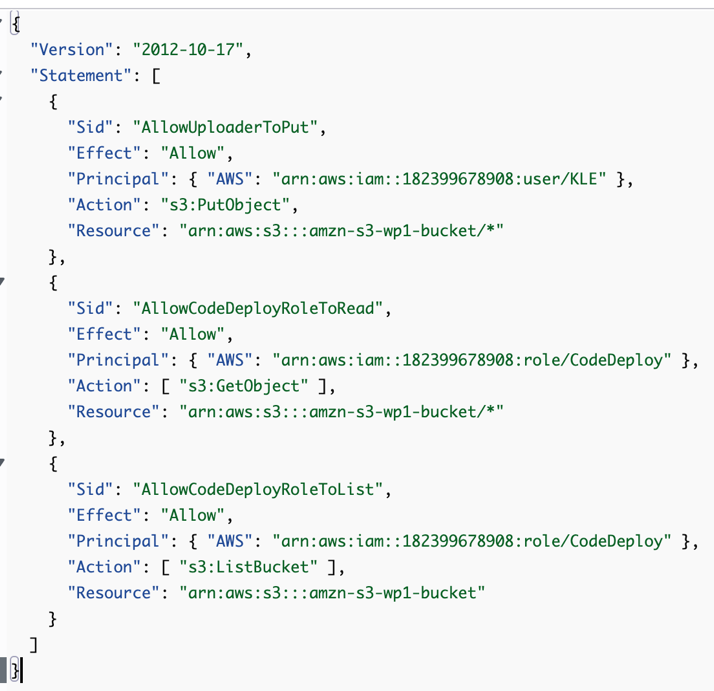 {
"Version": "2012-10-17",
"Statement": [
{
"Sid": "AllowUploaderToPut",
"Effect": "Allow",
"Principal": { "AWS": "arn:aws:iam::182399678908:user/KLE" },
"Action": "s3:PutObject",
"Resource": "arn:aws:s3:::amzn-s3-wp1-bucket/*"
},
{
"Sid": "AllowCodeDeployRoleToRead",
"Effect": "Allow",
"Principal": { "AWS": "arn:aws:iam::182399678908:role/CodeDeploy" },
"Action": [ "s3:GetObject" ],
"Resource": "arn:aws:s3:::amzn-s3-wp1-bucket/*"
},
{
"Sid": "AllowCodeDeployRoleToList",
"Effect": "Allow",
"Principal": { "AWS": "arn:aws:iam::182399678908:role/CodeDeploy" },
"Action": [ "s3:ListBucket" ],
"Resource": "arn:aws:s3:::amzn-s3-wp1-bucket"
}
]
}